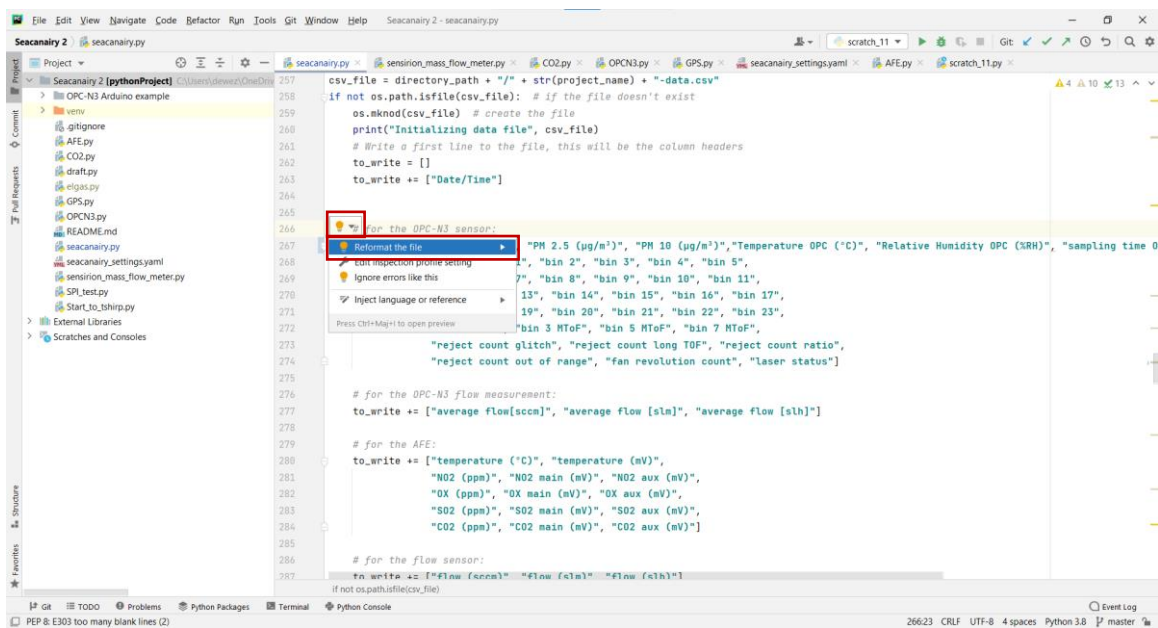 File Edit View Navigate Code Refactor Run Tools Git Window Help Seacanairy 2 - seacanairy.py
Seacanairy 2 seacanairy.py scratch_11 Git:
Project
seacanairy.py sensirion_mass_flow_meter.py seacanairy.py CO2.py OPCN3.py GPS.py seacanairy_settings.yaml AFE.py scratch_11.py
Project
Commit
Pull Requests
Structure
Favorites
Seacanairy 2 [pythonProject] C:\Users\dewez\OneDriv
OPC-N3 Arduino example
venv
.gitignore
AFE.py
CO2.py
draft.py
elgas.py
GPS.py
OPCN3.py
README.md
seacanairy.py
seacanairy_settings.yaml
sensirion_mass_flow_meter.py
SPI_test.py
Start_to_tshirp.py
External Libraries
Scratches and Consoles
4 10 13
257 csv_file = directory_path + "/" + str(project_name) + "-data.csv"
258 if not os.path.isfile(csv_file): # if the file doesn't exist
259 os.mknod(csv_file) # create the file
260 print("Initializing data file", csv_file)
261 # Write a first line to the file, this will be the column headers
262 to_write = []
263 to_write += ["Date/Time"]
264
265
266 for the OPC-N3 sensor:
267 "PM 2.5 (µg/m³)", "PM 10 (µg/m³)","Temperature OPC (°C)", "Relative Humidity OPC (%RH)", "sampling time O
268 "bin 2", "bin 3", "bin 4", "bin 5",
269 "bin 8", "bin 9", "bin 10", "bin 11",
270 13", "bin 14", "bin 15", "bin 16", "bin 17",
271 19", "bin 20", "bin 21", "bin 22", "bin 23",
272 "bin 3 MToF", "bin 5 MToF", "bin 7 MToF",
273 "reject count glitch", "reject count long TOF", "reject count ratio",
274 "reject count out of range", "fan revolution count", "laser status"]
275
276 # for the OPC-N3 flow measurement:
277 to_write += ["average flow[sccm]", "average flow [slm]", "average flow [slh]"]
278
279 # for the AFE:
280 to_write += ["temperature (°C)", "temperature (mV)",
281 "NO2 (ppm)", "NO2 main (mV)", "NO2 aux (mV)",
282 "OX (ppm)", "OX main (mV)", "OX aux (mV)",
283 "SO2 (ppm)", "SO2 main (mV)", "SO2 aux (mV)",
284 "CO2 (ppm)", "CO2 main (mV)", "CO2 aux (mV)"]
285
286 # for the flow sensor:
287 to_write += ["flow (sccm)", "flow (slm)", "flow (slh)"]
Reformat the file
Edit inspection profile setting
Ignore errors like this
Inject language or reference
Press Ctrl+Maj+I to open preview
if not os.path.isfile(csv_file)
Git TODO Problems Python Packages Terminal Python Console Event Log
PEP 8: E303 too many blank lines (2) 266:23 CRLF UTF-8 4 spaces Python 3.8 master